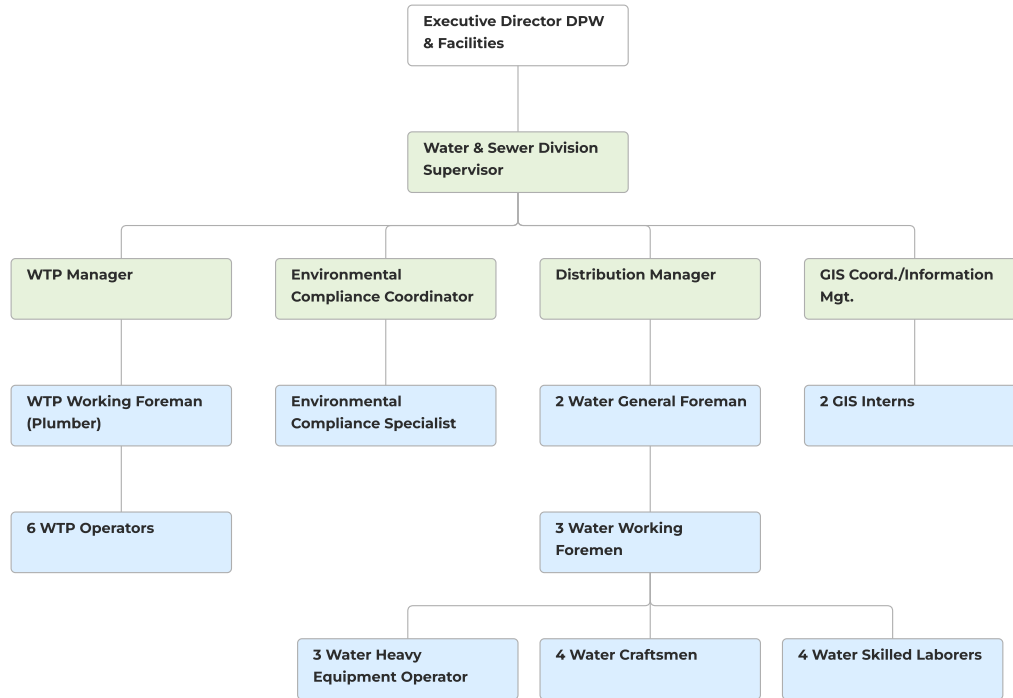 Executive Director DPW
& Facilities
Water & Sewer Division
Supervisor
WTP Manager
Environmental
Compliance Coordinator
Distribution Manager
GIS Coord./Information
Mgt.
WTP Working Foreman
(Plumber)
Environmental
Compliance Specialist
2 Water General Foreman
2 GIS Interns
6 WTP Operators
3 Water Working
Foremen
3 Water Heavy
Equipment Operator
4 Water Craftsmen
4 Water Skilled Laborers